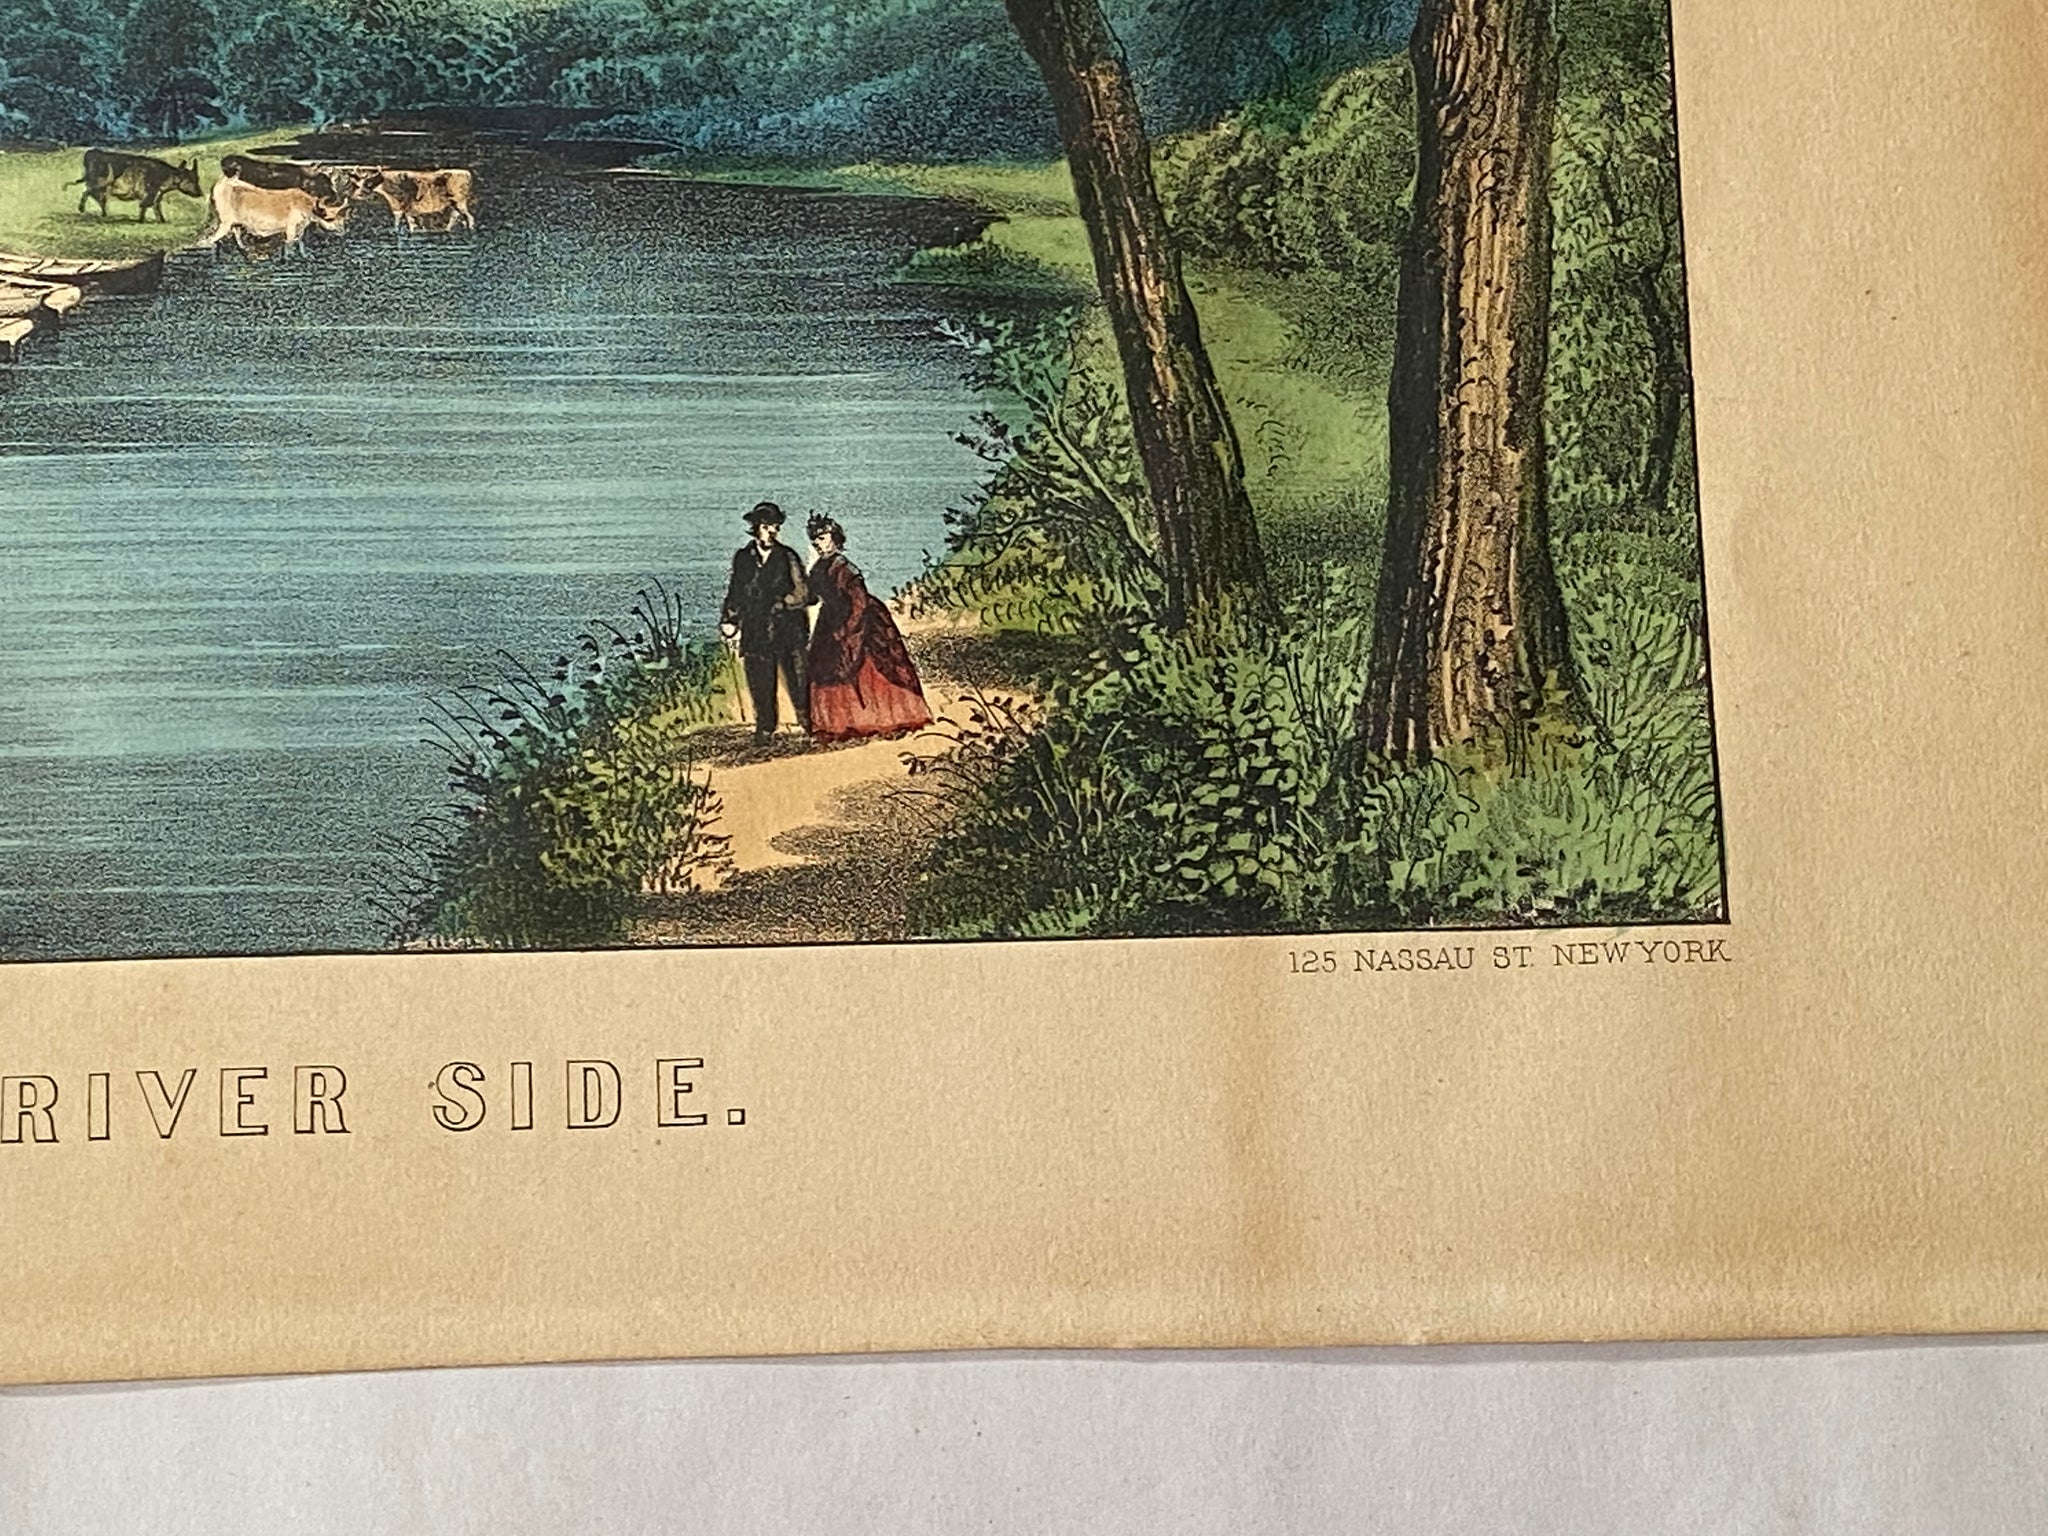 125 NASSAU ST. NEW YORK
RIVER SIDE.